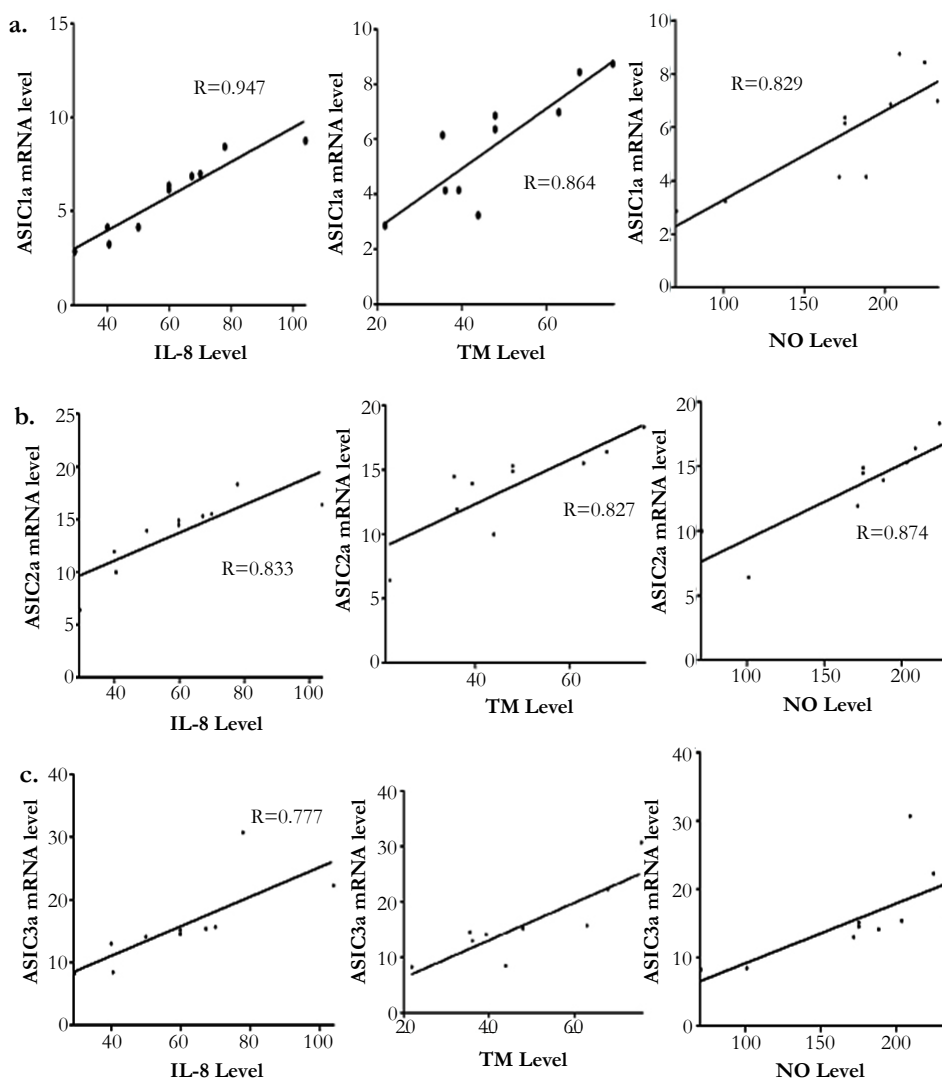 a.
ASIC1a mRNA level
15
10
5
0
R=0.947
40 60 80 100
IL-8 Level
ASIC1a mRNA level
10
8
6
4
2
0
R=0.864
20 40 60
TM Level
ASIC1a mRNA level
10
8
6
4
2
0
R=0.829
100 150 200
NO Level
b.
ASIC2a mRNA level
25
20
15
10
5
0
R=0.833
40 60 80 100
IL-8 Level
ASIC2a mRNA level
20
15
10
5
0
R=0.827
40 60
TM Level
ASIC2a mRNA level
20
15
10
5
0
R=0.874
100 150 200
NO Level
c.
ASIC3a mRNA level
40
30
20
10
0
R=0.777
40 60 80 100
IL-8 Level
ASIC3a mRNA level
40
30
20
10
0
20 40 60
TM Level
ASIC3a mRNA level
40
30
20
10
0
100 150 200
NO Level